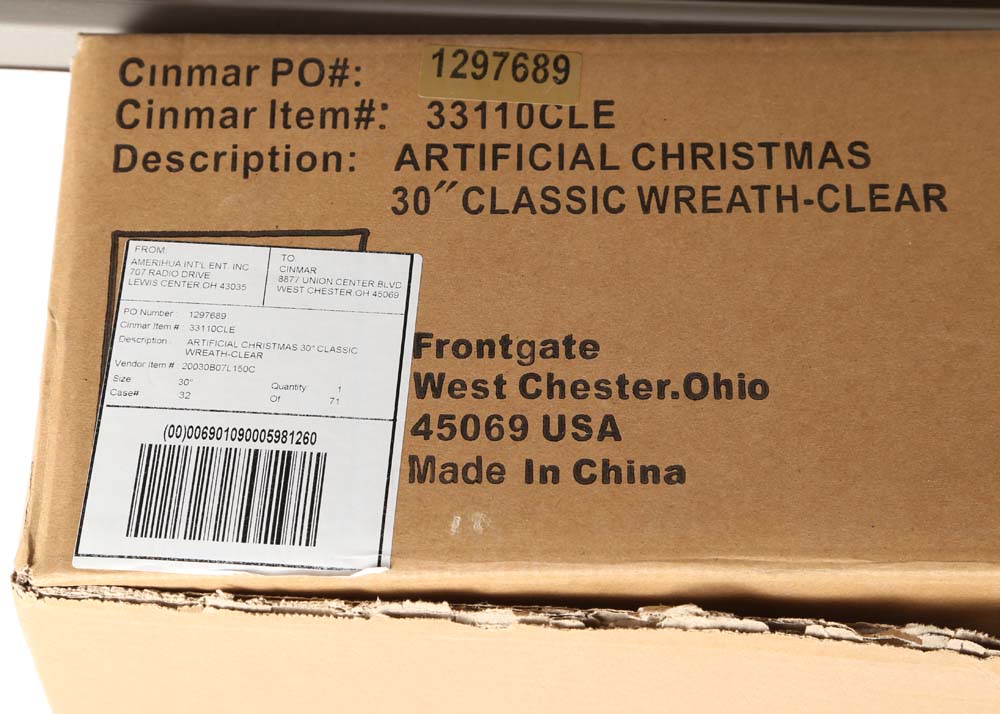 Cinmar PO#: 1297689
Cinmar Item#: 33110CLE
Description: ARTIFICIAL CHRISTMAS
30" CLASSIC WREATH-CLEAR
FROM:
AMERIHUA INT'L ENT. INC
707 RADIO DRIVE
LEWIS CENTER,OH 43035
TO
CINMAR
8877 UNION CENTER BLVD
WEST CHESTER,OH 45069
PO Number: 1297689
Cinmar Item #: 33110CLE
Description: ARTIFICIAL CHRISTMAS 30" CLASSIC
WREATH-CLEAR
Vendor Item # 20030B07L150C
Size 30" Quantity 1
Case# 32 Of 71
(00)006901090005981260
Frontgate
West Chester.Ohio
45069 USA
Made In China